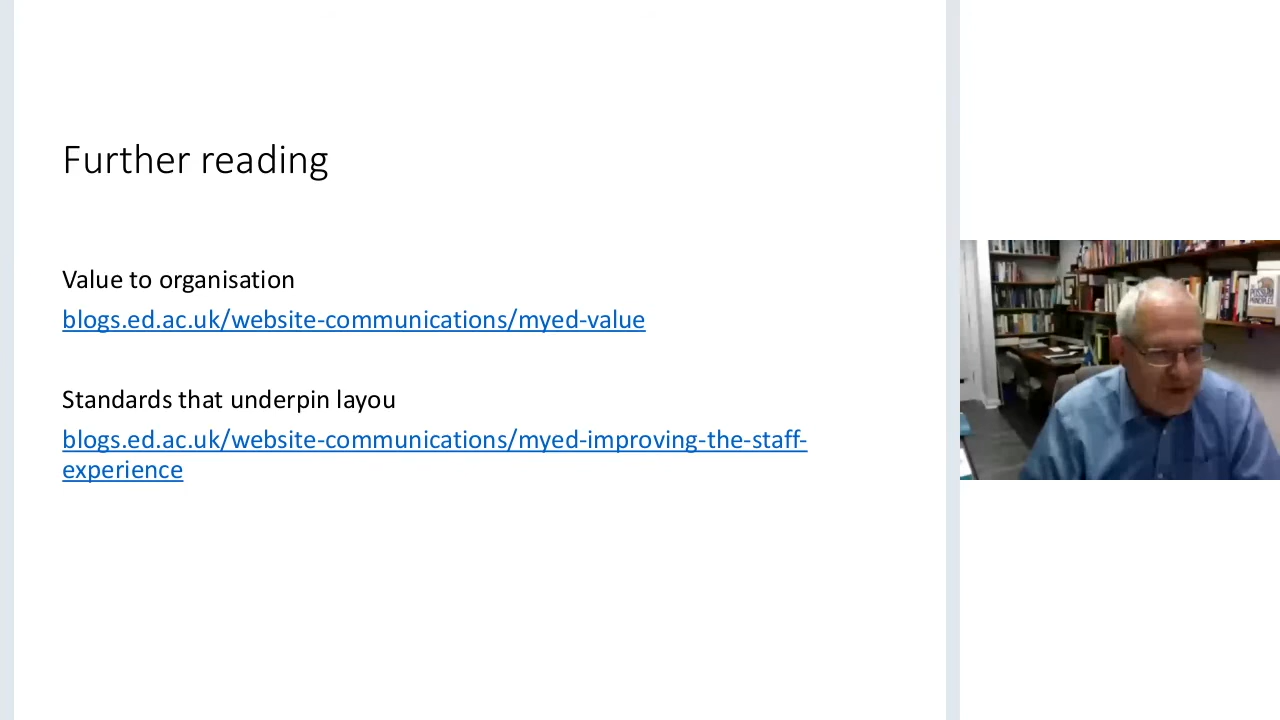 Further reading
Value to organisation
blogs.ed.ac.uk/website-communications/myed-value
Standards that underpin layou
blogs.ed.ac.uk/website-communications/myed-improving-the-staff-
experience